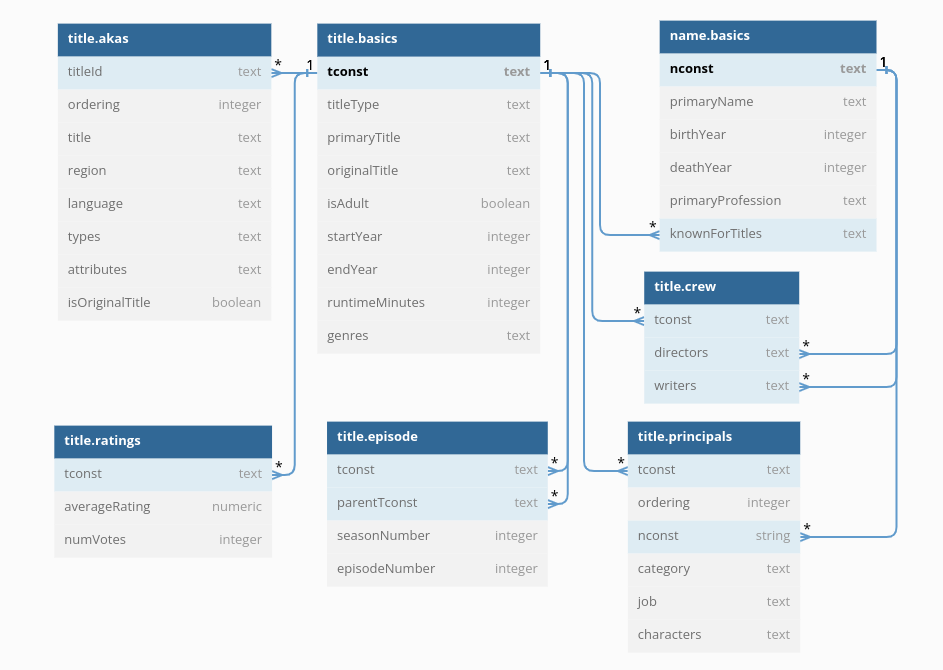 title.akas
titleId text
ordering integer
title text
region text
language text
types text
attributes text
isOriginalTitle boolean
* 1
title.basics
tconst text
titleType text
primaryTitle text
originalTitle text
isAdult boolean
startYear integer
endYear integer
runtimeMinutes integer
genres text
1
name.basics
nconst text
primaryName text
birthYear integer
deathYear integer
primaryProfession text
knownForTitles text
1
*
title.crew
tconst text
directors text
writers text
*
*
*
title.ratings
tconst text
averageRating numeric
numVotes integer
*
title.episode
tconst text
parentTconst text
seasonNumber integer
episodeNumber integer
*
*
title.principals
tconst text
ordering integer
nconst string
category text
job text
characters text
*
*